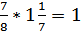 7/8 * 1 1/7 = 1